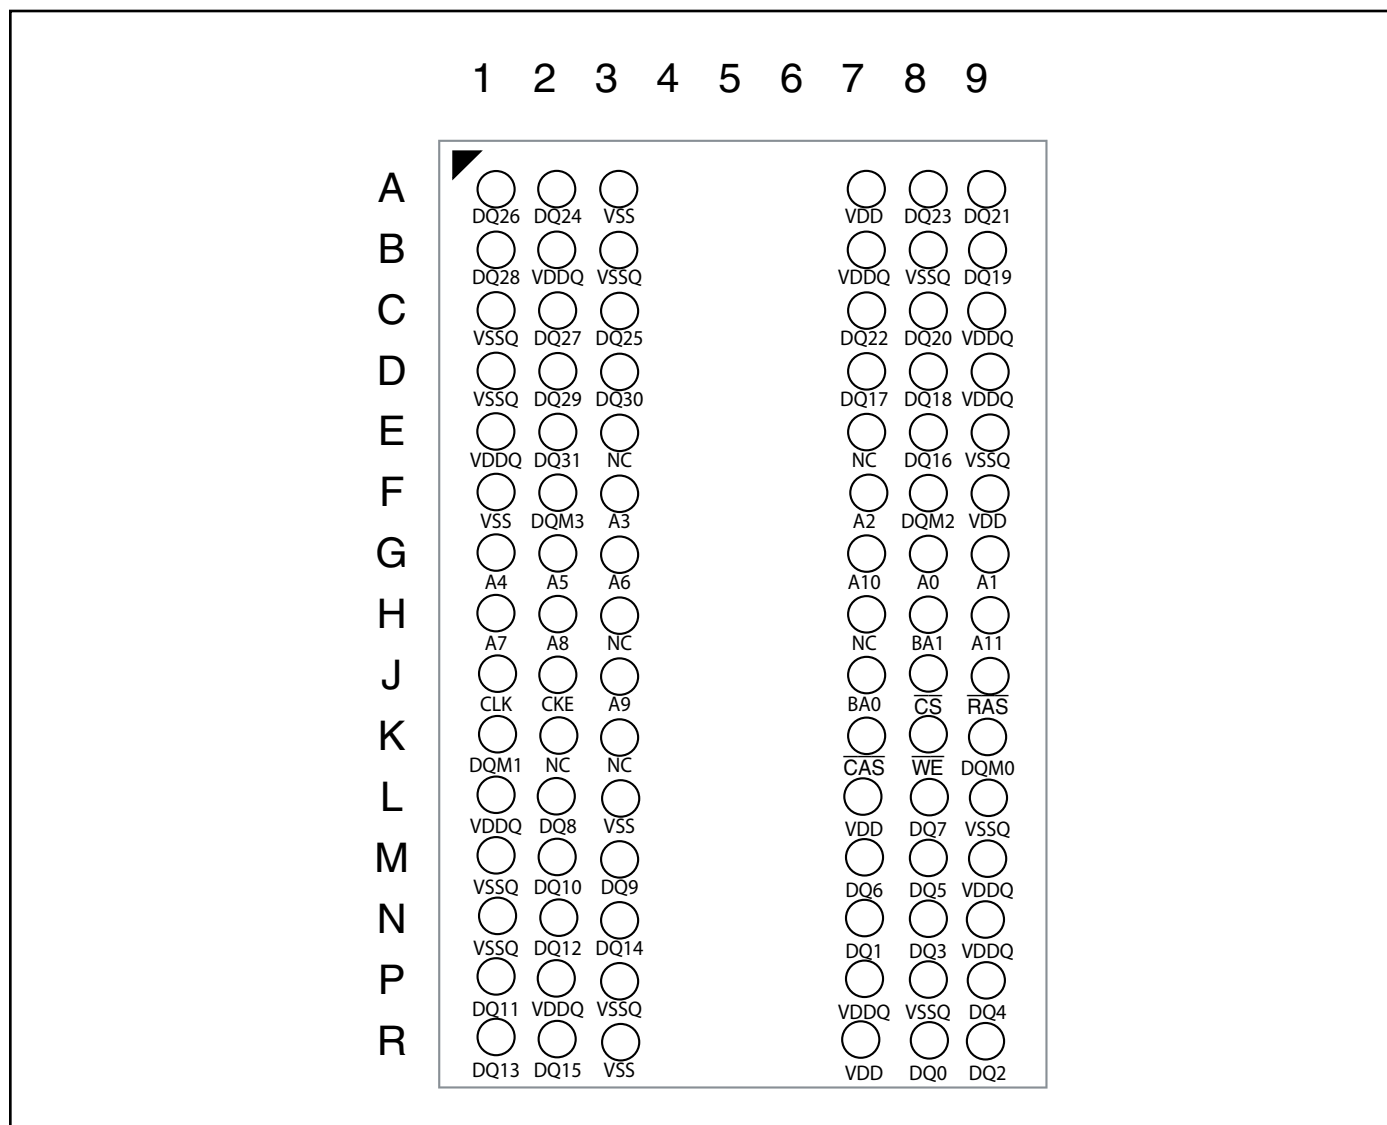 1 2 3 4 5 6 7 8 9
A
DQ26 DQ24 VSS VDD DQ23 DQ21
B
DQ28 VDDQ VSSQ VDDQ VSSQ DQ19
C
VSSQ DQ27 DQ25 DQ22 DQ20 VDDQ
D
VSSQ DQ29 DQ30 DQ17 DQ18 VDDQ
E
VDDQ DQ31 NC NC DQ16 VSSQ
F
VSS DQM3 A3 A2 DQM2 VDD
G
A4 A5 A6 A10 A0 A1
H
A7 A8 NC NC BA1 A11
J
CLK CKE A9 BA0 C̅S̅ R̅A̅S̅
K
DQM1 NC NC C̅A̅S̅ W̅E̅ DQM0
L
VDDQ DQ8 VSS VDD DQ7 VSSQ
M
VSSQ DQ10 DQ9 DQ6 DQ5 VDDQ
N
VSSQ DQ12 DQ14 DQ1 DQ3 VDDQ
P
DQ11 VDDQ VSSQ VDDQ VSSQ DQ4
R
DQ13 DQ15 VSS VDD DQ0 DQ2